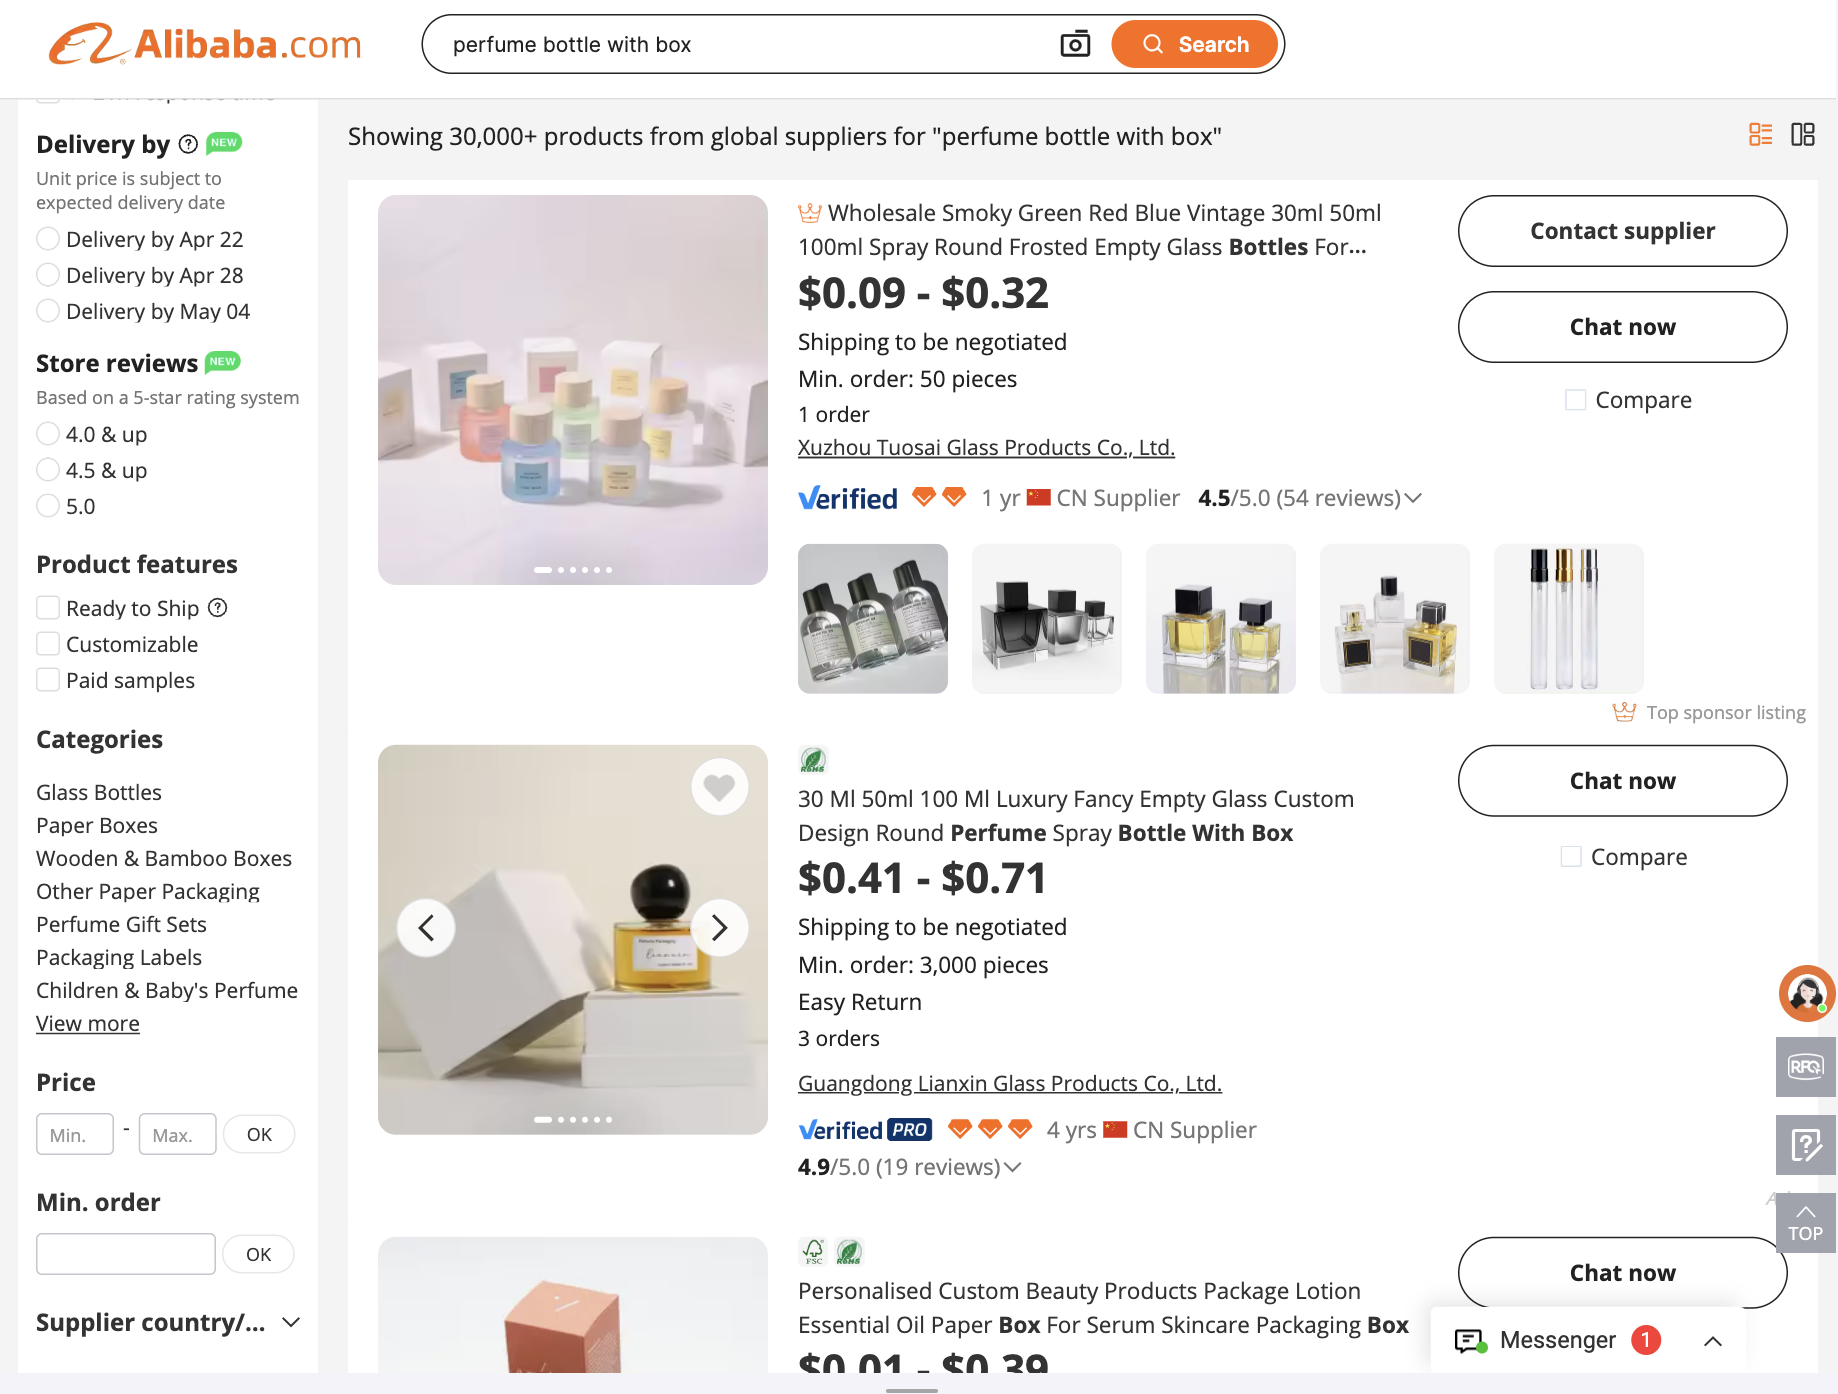 Alibaba.com
perfume bottle with box
Search
Delivery by ? NEW
Unit price is subject to
expected delivery date
Delivery by Apr 22
Delivery by Apr 28
Delivery by May 04
Store reviews NEW
Based on a 5-star rating system
4.0 & up
4.5 & up
5.0
Product features
Ready to Ship ?
Customizable
Paid samples
Categories
Glass Bottles
Paper Boxes
Wooden & Bamboo Boxes
Other Paper Packaging
Perfume Gift Sets
Packaging Labels
Children & Baby's Perfume
View more
Price
Min. - Max. OK
Min. order
OK
Supplier country/...
Showing 30,000+ products from global suppliers for "perfume bottle with box"
Wholesale Smoky Green Red Blue Vintage 30ml 50ml
100ml Spray Round Frosted Empty Glass Bottles For...
$0.09 - $0.32
Shipping to be negotiated
Min. order: 50 pieces
1 order
Xuzhou Tuosai Glass Products Co., Ltd.
Verified 1 yr CN Supplier 4.5/5.0 (54 reviews)
Contact supplier
Chat now
Compare
Top sponsor listing
ROHS
30 Ml 50ml 100 Ml Luxury Fancy Empty Glass Custom
Design Round Perfume Spray Bottle With Box
$0.41 - $0.71
Shipping to be negotiated
Min. order: 3,000 pieces
Easy Return
3 orders
Guangdong Lianxin Glass Products Co., Ltd.
Verified PRO 4 yrs CN Supplier
4.9/5.0 (19 reviews)
Chat now
Compare
FSC ROHS
Personalised Custom Beauty Products Package Lotion
Essential Oil Paper Box For Serum Skincare Packaging Box
$0.01 - $0.39
Chat now
RFQ
TOP
Messenger 1